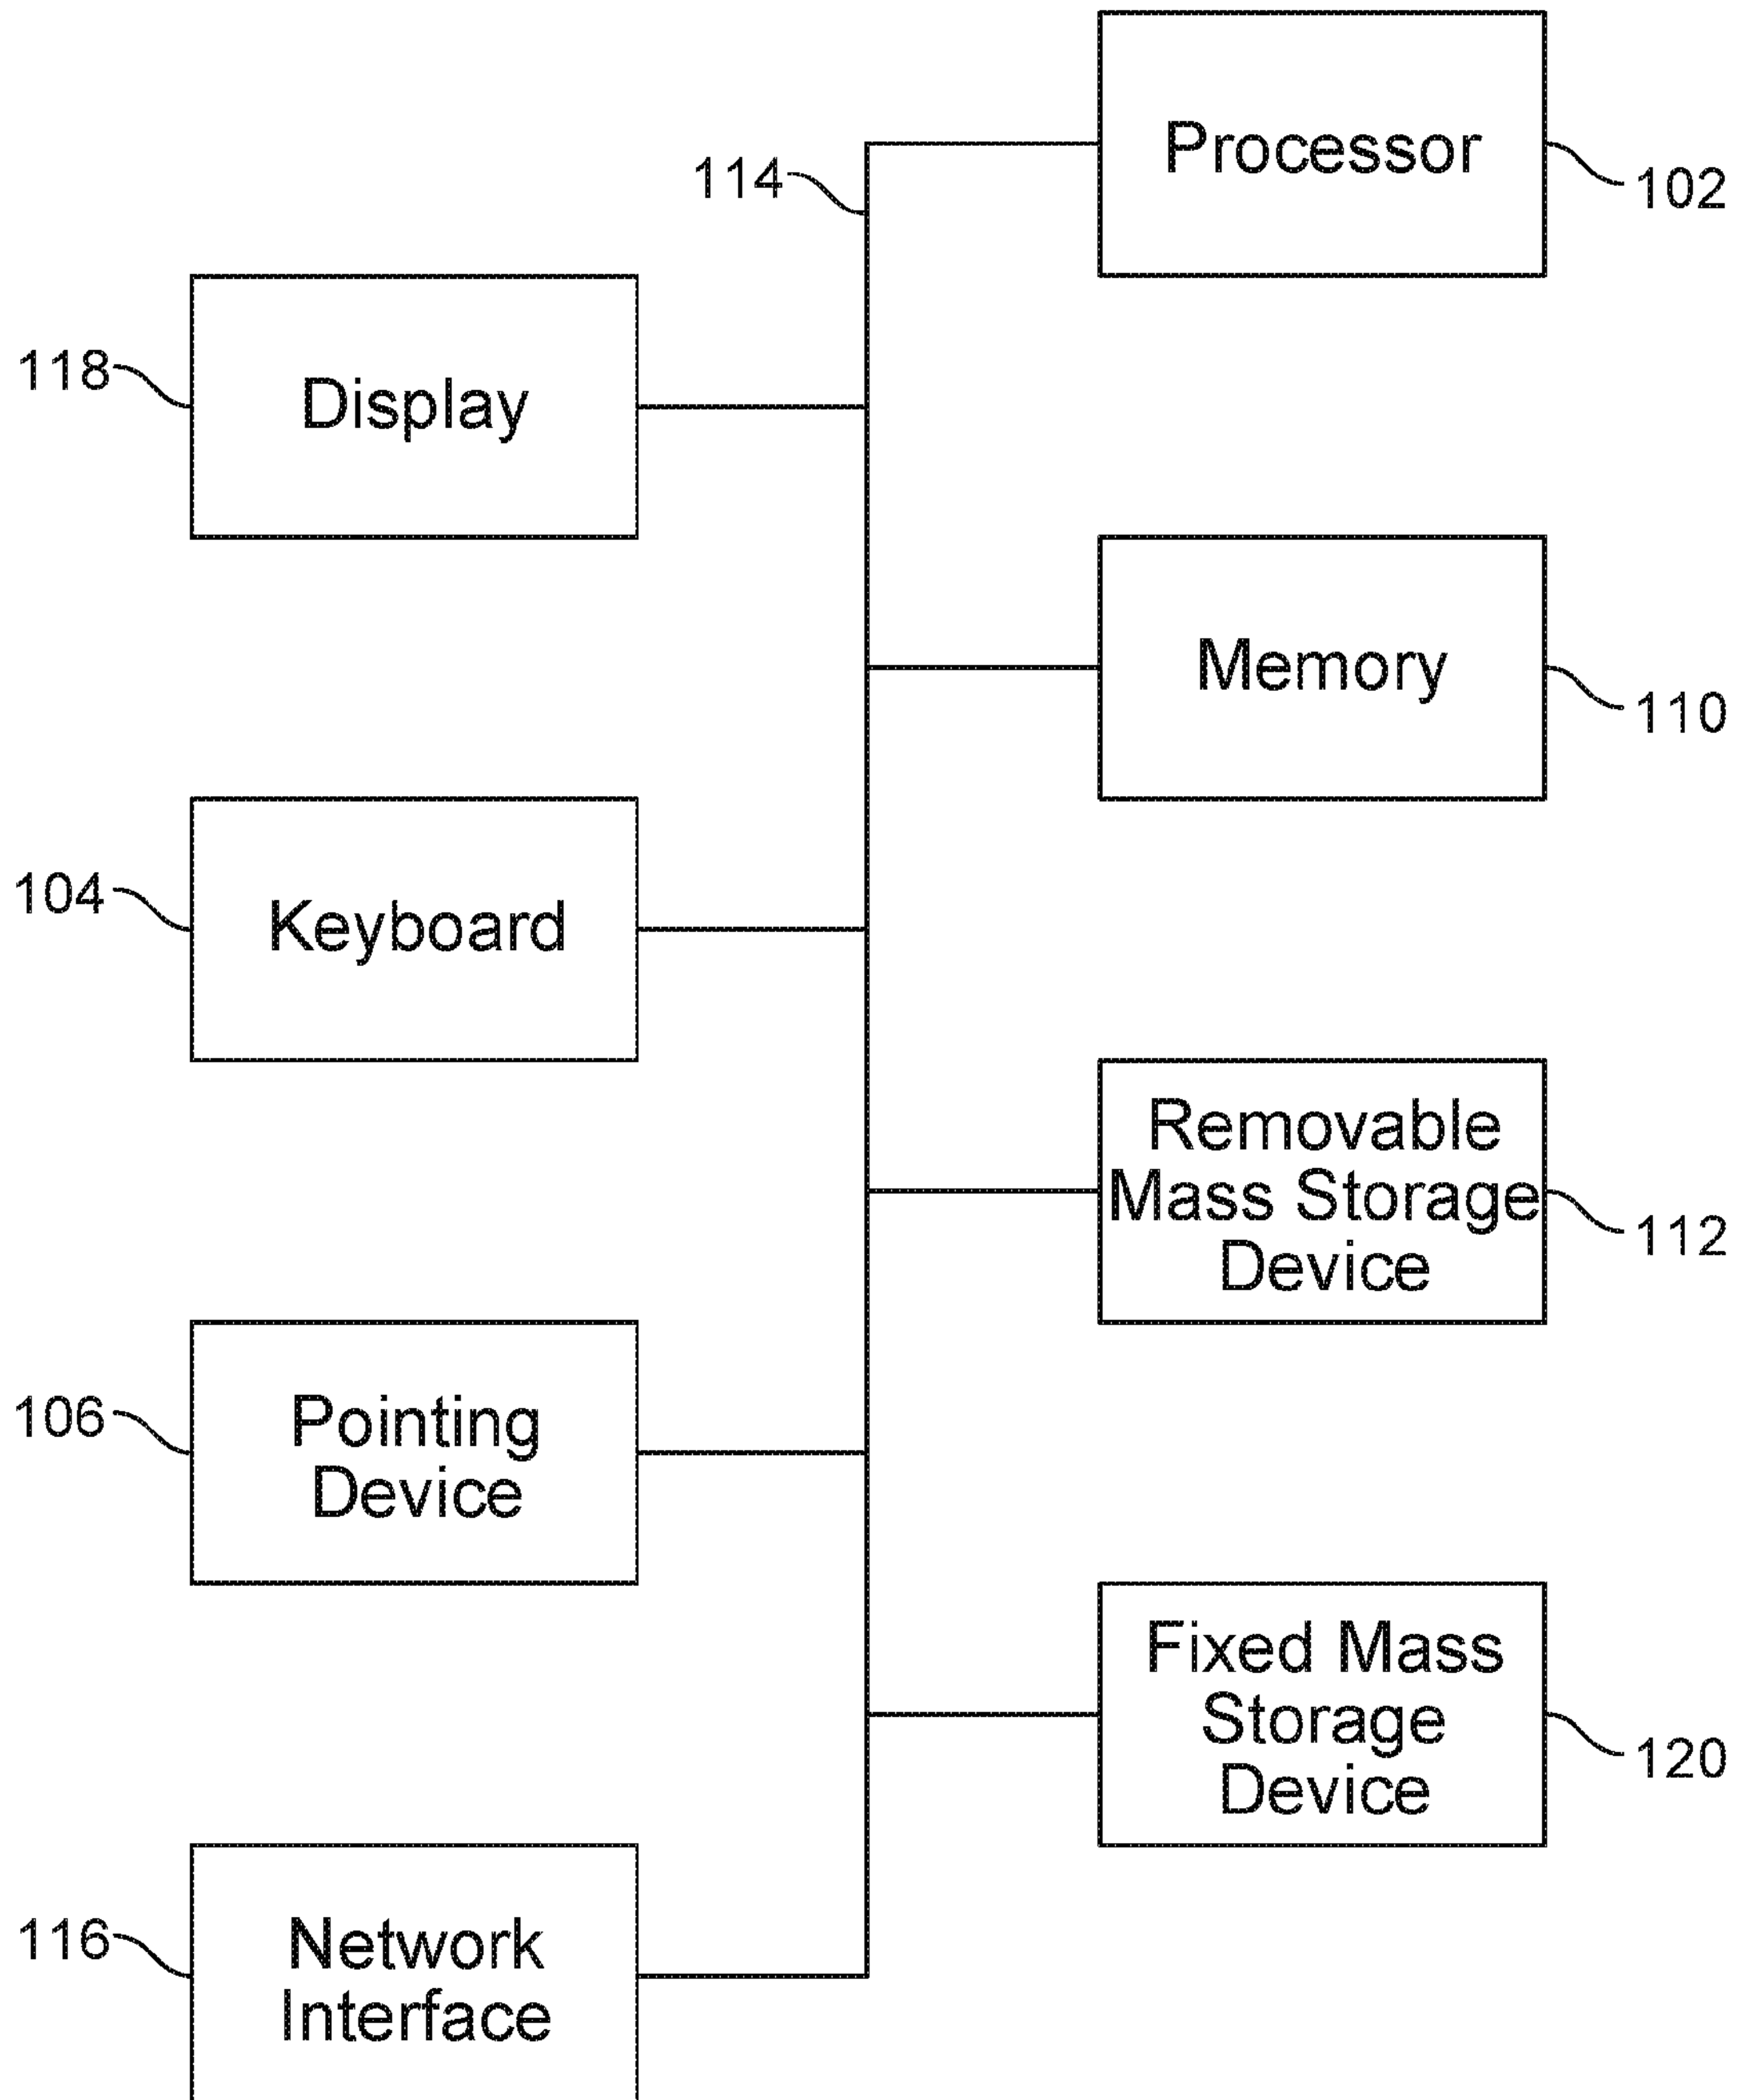 Processor
102
114
118
Display
Memory
110
104
Keyboard
Removable
Mass Storage
Device
112
106
Pointing
Device
Fixed Mass
Storage
Device
120
116
Network
Interface